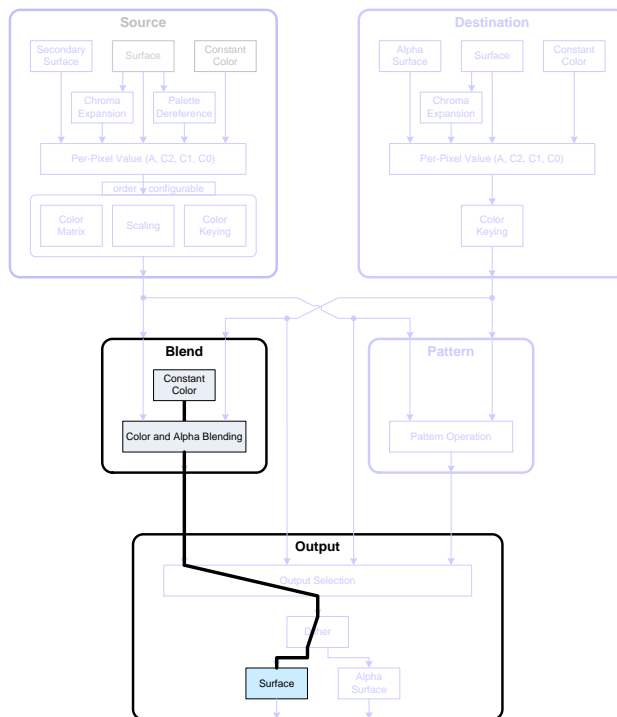 Source
Destination
Secondary
Surface
Surface
Constant
Color
Alpha
Surface
Surface
Constant
Color
Chroma
Expansion
Palette
Dereference
Chroma
Expansion
Per-Pixel Value (A, C2, C1, C0)
Per-Pixel Value (A, C2, C1, C0)
order configurable
Color
Matrix
Scaling
Color
Keying
Color
Keying
Blend
Pattern
Constant
Color
Color and Alpha Blending
Pattern Operation
Output
Output Selection
Dither
Surface
Alpha
Surface